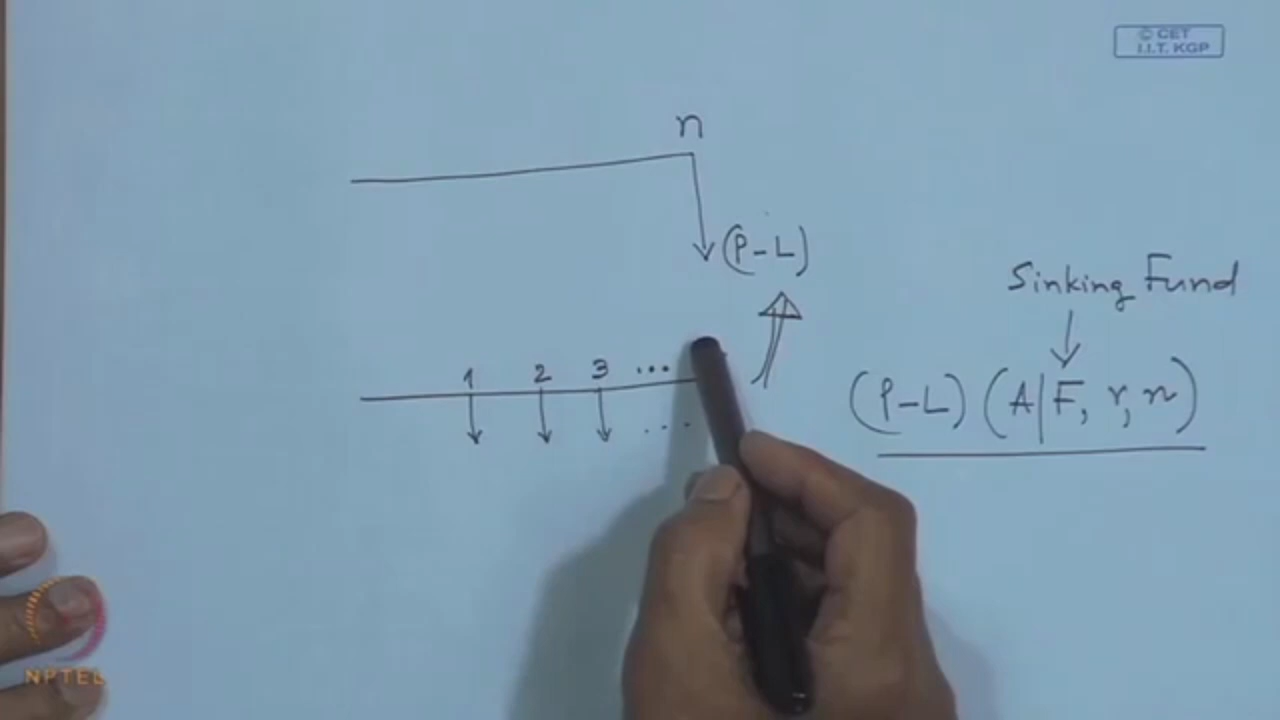 © CET
I.I.T. KGP
n
(P-L)
Sinking Fund
1 2 3 ...
(P-L) (A|F, r, n)
...
NPTEL